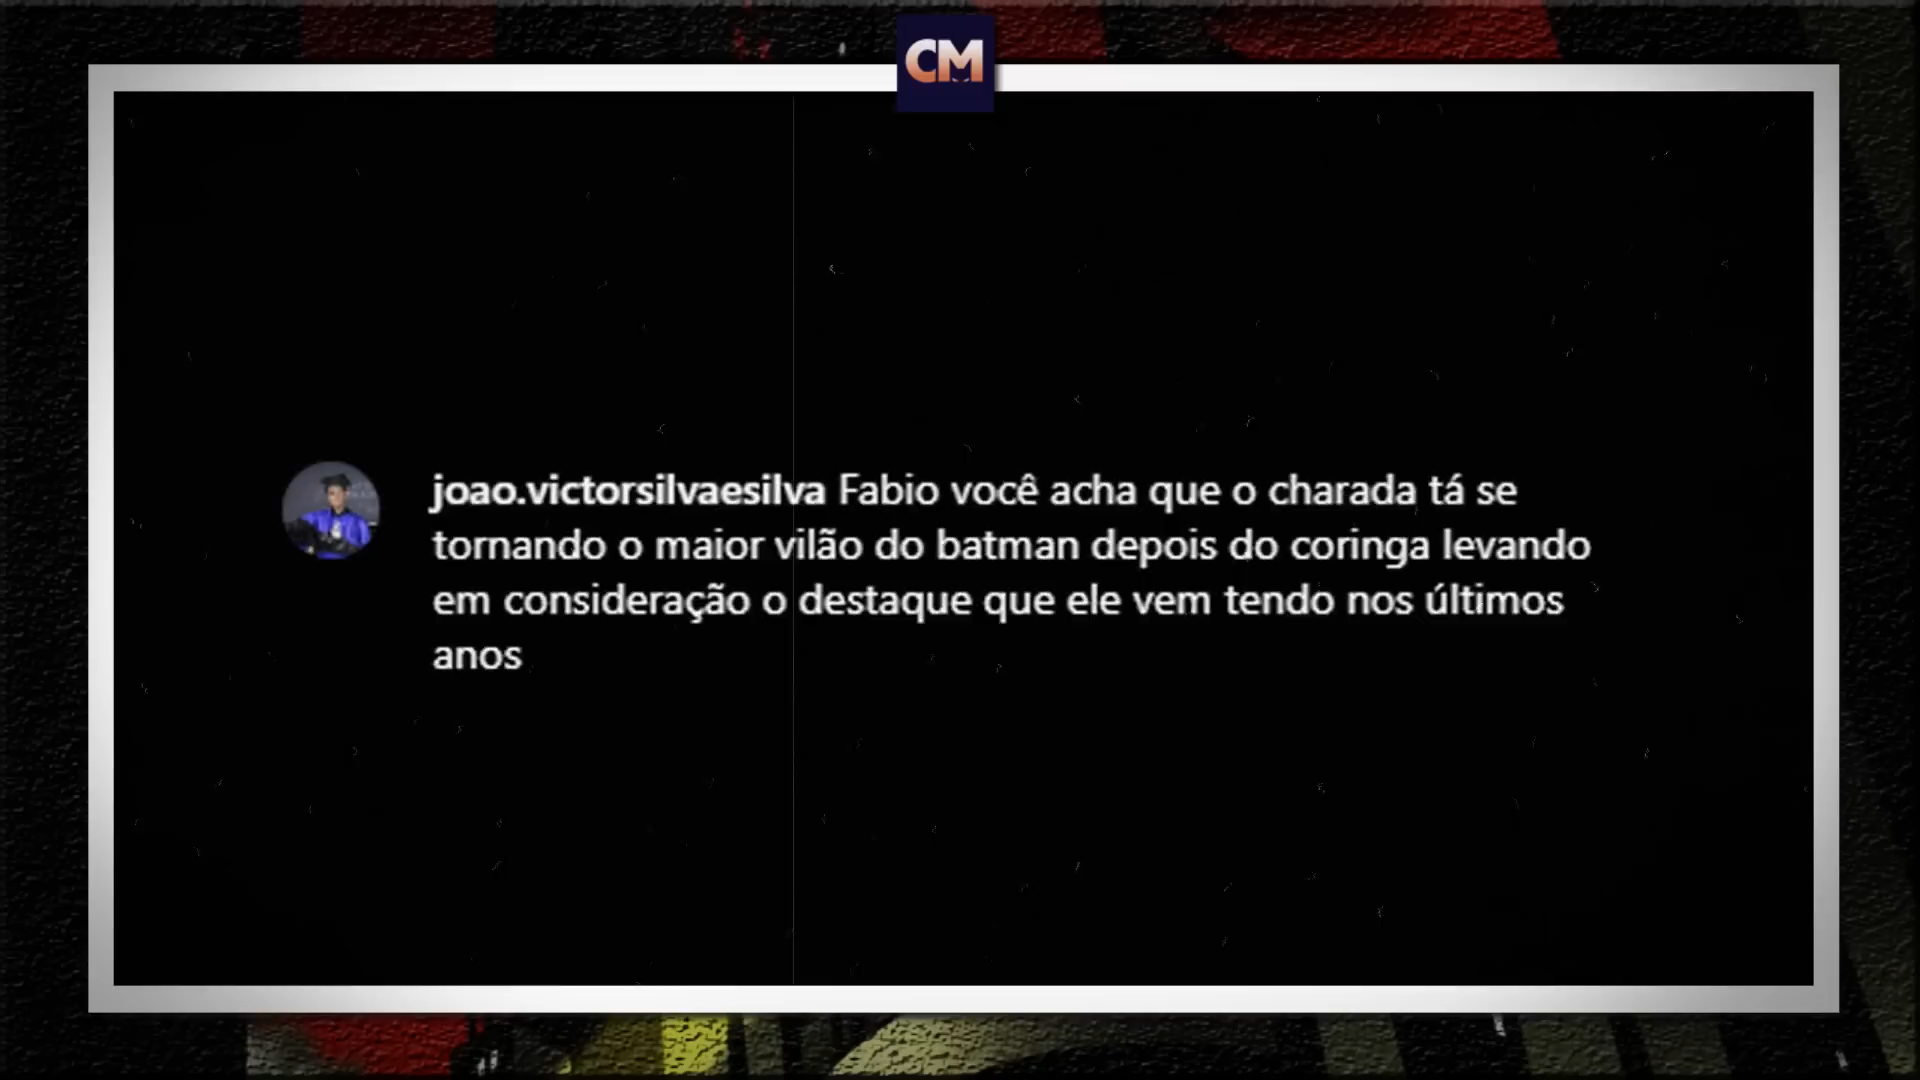 CM
joao.victorsilvaesilva Fabio você acha que o charada tá se
tornando o maior vilão do batman depois do coringa levando
em consideração o destaque que ele vem tendo nos últimos
anos